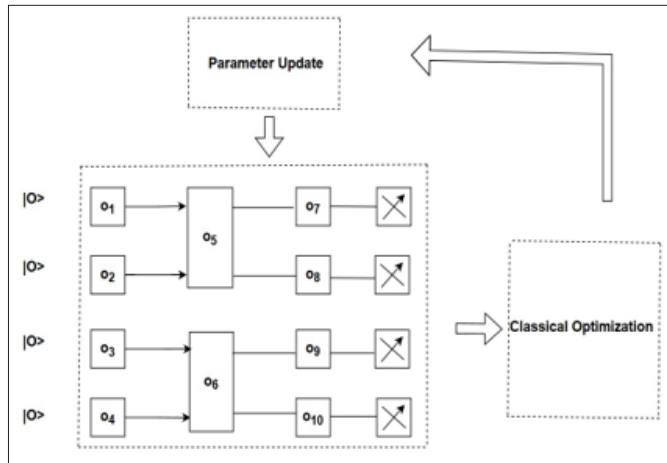 Parameter Update
|O> o₁ o₅ o₇
|O> o₂ o₈
|O> o₃ o₆ o₉
|O> o₄ o₁₀
Classical Optimization